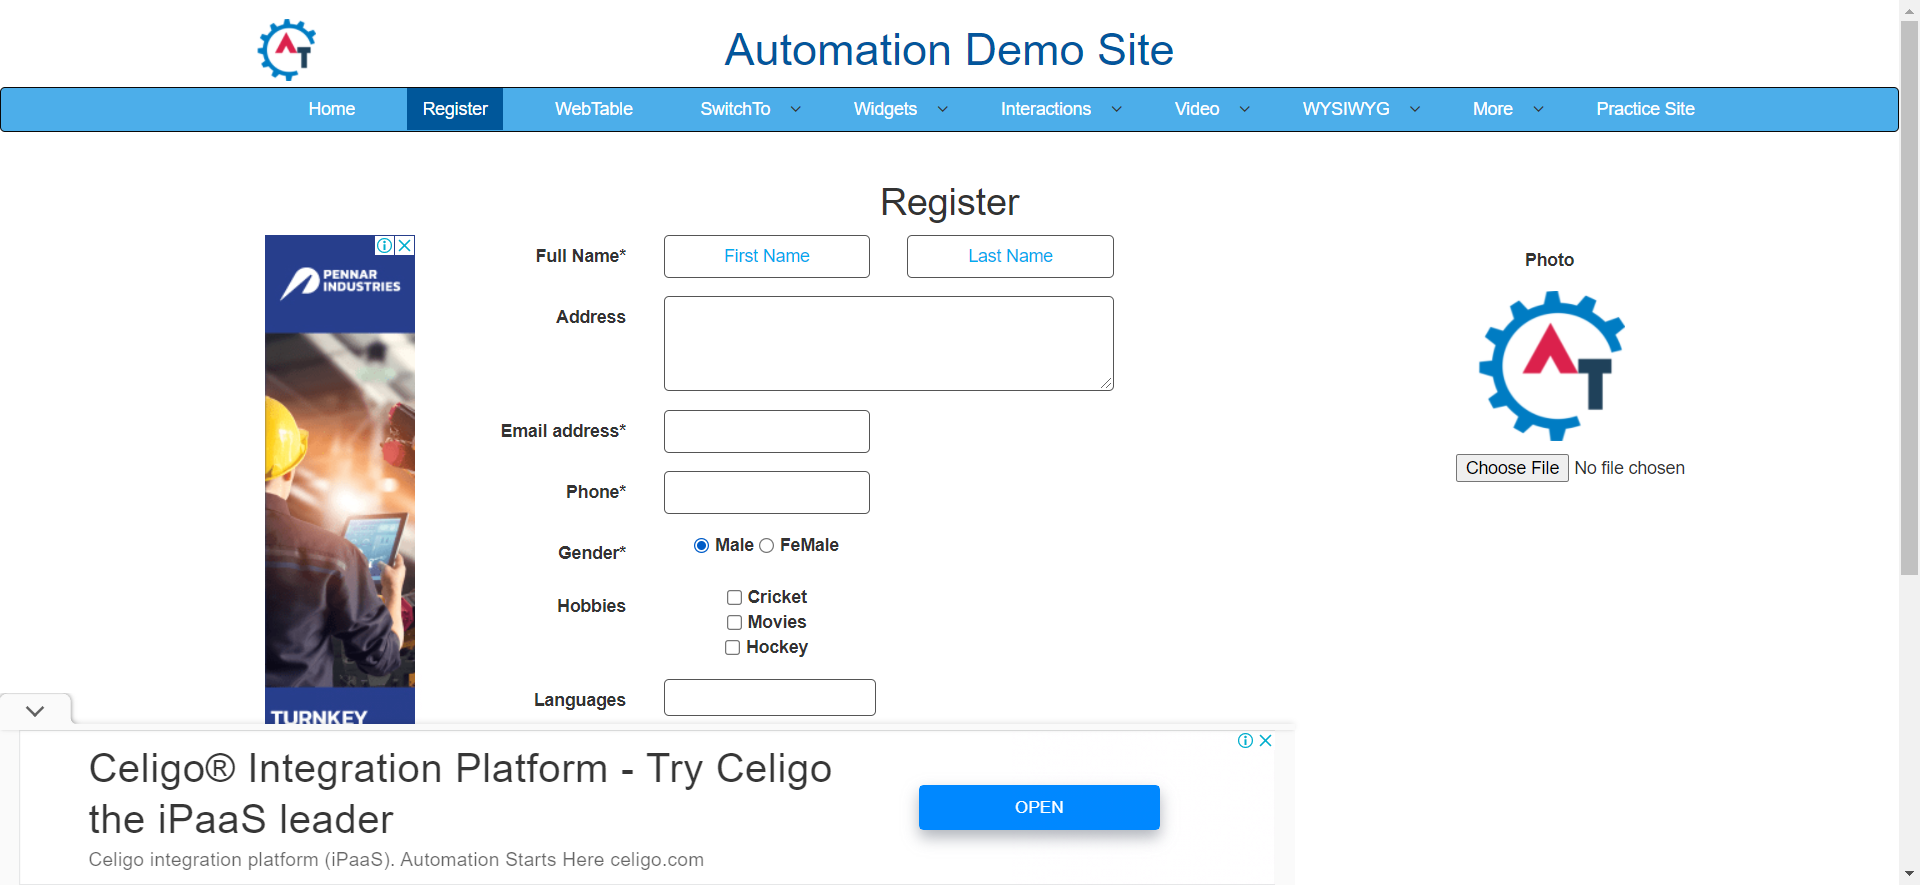 AT
Automation Demo Site
Home Register WebTable SwitchTo Widgets Interactions Video WYSIWYG More Practice Site
Register
PENNAR
INDUSTRIES
TURNKEY
Full Name* First Name Last Name
Address
Email address*
Phone*
Gender* Male FeMale
Hobbies Cricket
Movies
Hockey
Languages
Photo
AT
Choose File No file chosen
Celigo® Integration Platform - Try Celigo
the iPaaS leader
Celigo integration platform (iPaaS). Automation Starts Here celigo.com
OPEN